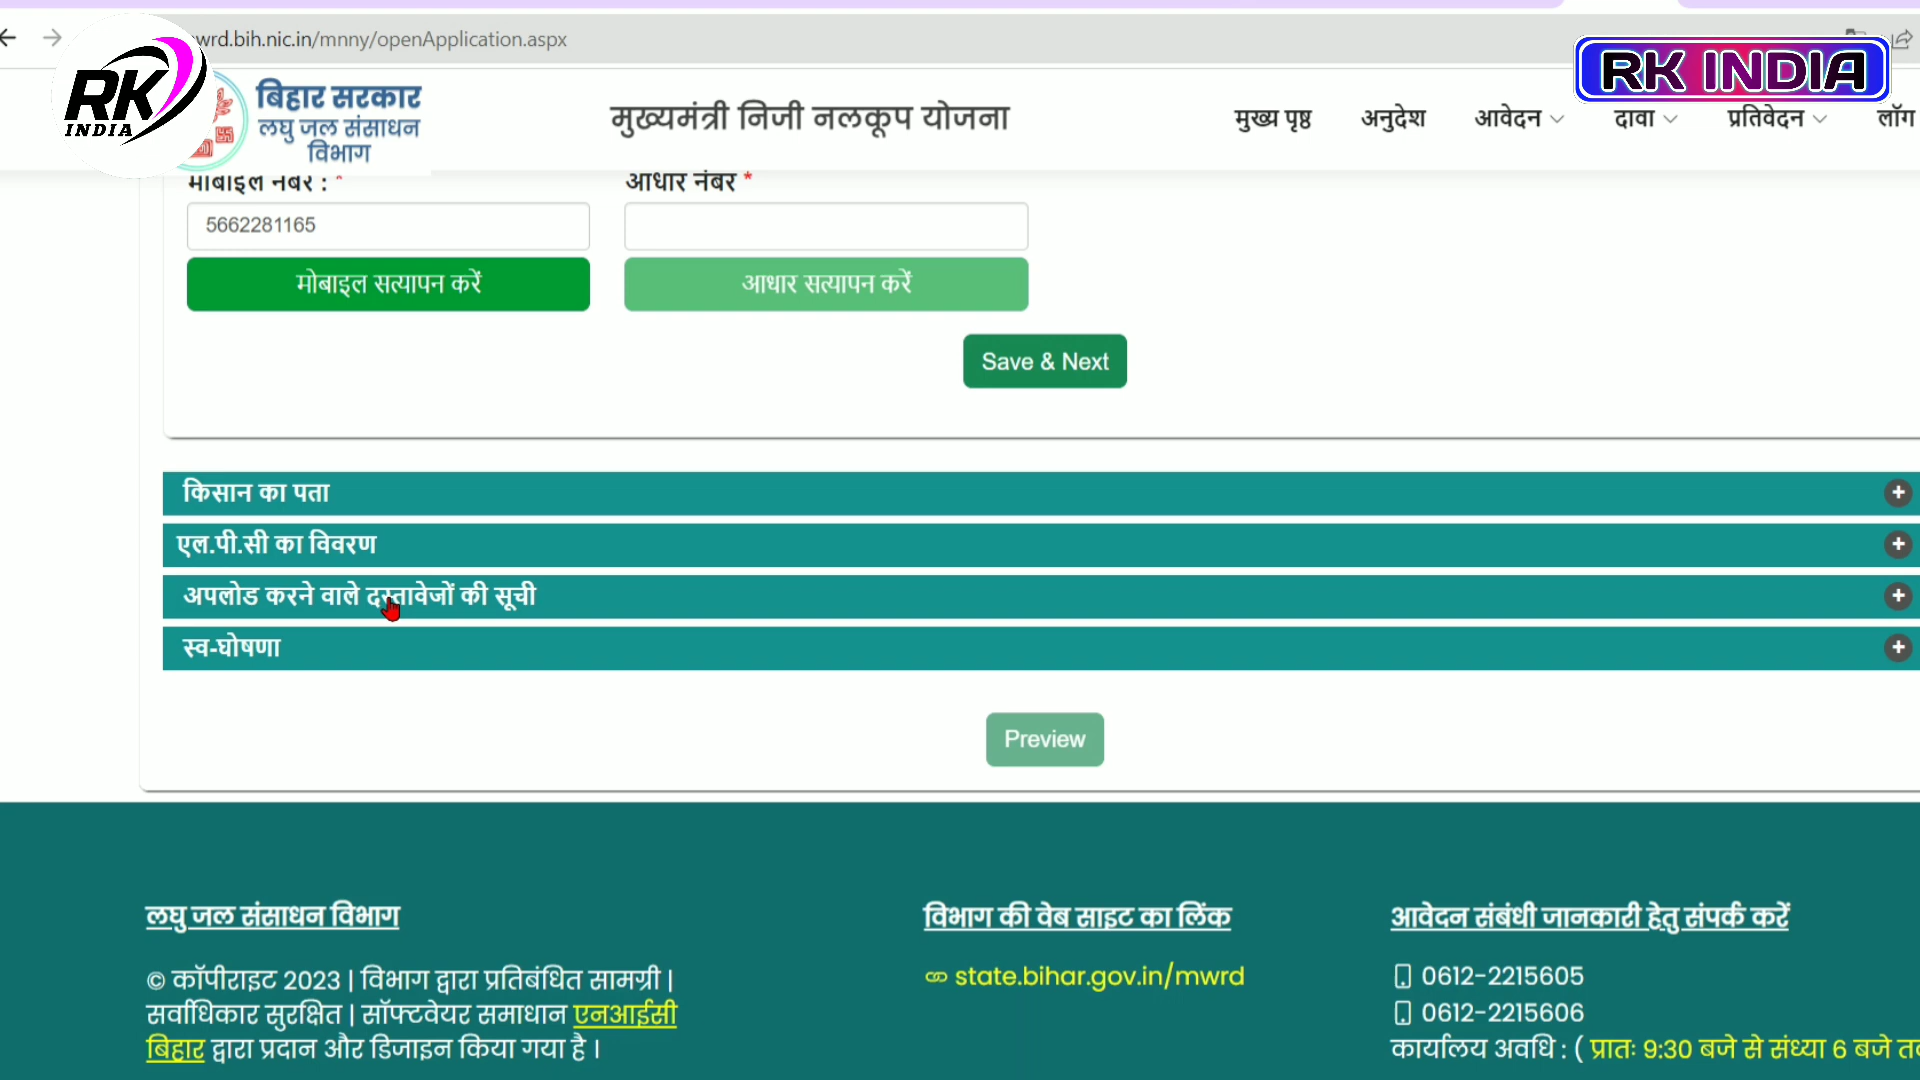 wrd.bih.nic.in/mnny/openApplication.aspx
RK
INDIA
RK INDIA
बिहार सरकार
लघु जल संसाधन
विभाग
मुख्यमंत्री निजी नलकूप योजना
मुख्य पृष्ठ
अनुदेश
आवेदन
दावा
प्रतिवेदन
लॉग
मोबाइल नंबर : *
आधार नंबर *
5662281165
मोबाइल सत्यापन करें
आधार सत्यापन करें
Save & Next
किसान का पता
एल.पी.सी का विवरण
अपलोड करने वाले दस्तावेजों की सूची
स्व-घोषणा
Preview
लघु जल संसाधन विभाग
© कॉपीराइट 2023 | विभाग द्वारा प्रतिबंधित सामग्री |
सर्वाधिकार सुरक्षित | सॉफ्टवेयर समाधान एनआईसी
बिहार द्वारा प्रदान और डिजाइन किया गया है ।
विभाग की वेब साइट का लिंक
state.bihar.gov.in/mwrd
आवेदन संबंधी जानकारी हेतु संपर्क करें
0612-2215605
0612-2215606
कार्यालय अवधि : ( प्रातः 9:30 बजे से संध्या 6 बजे